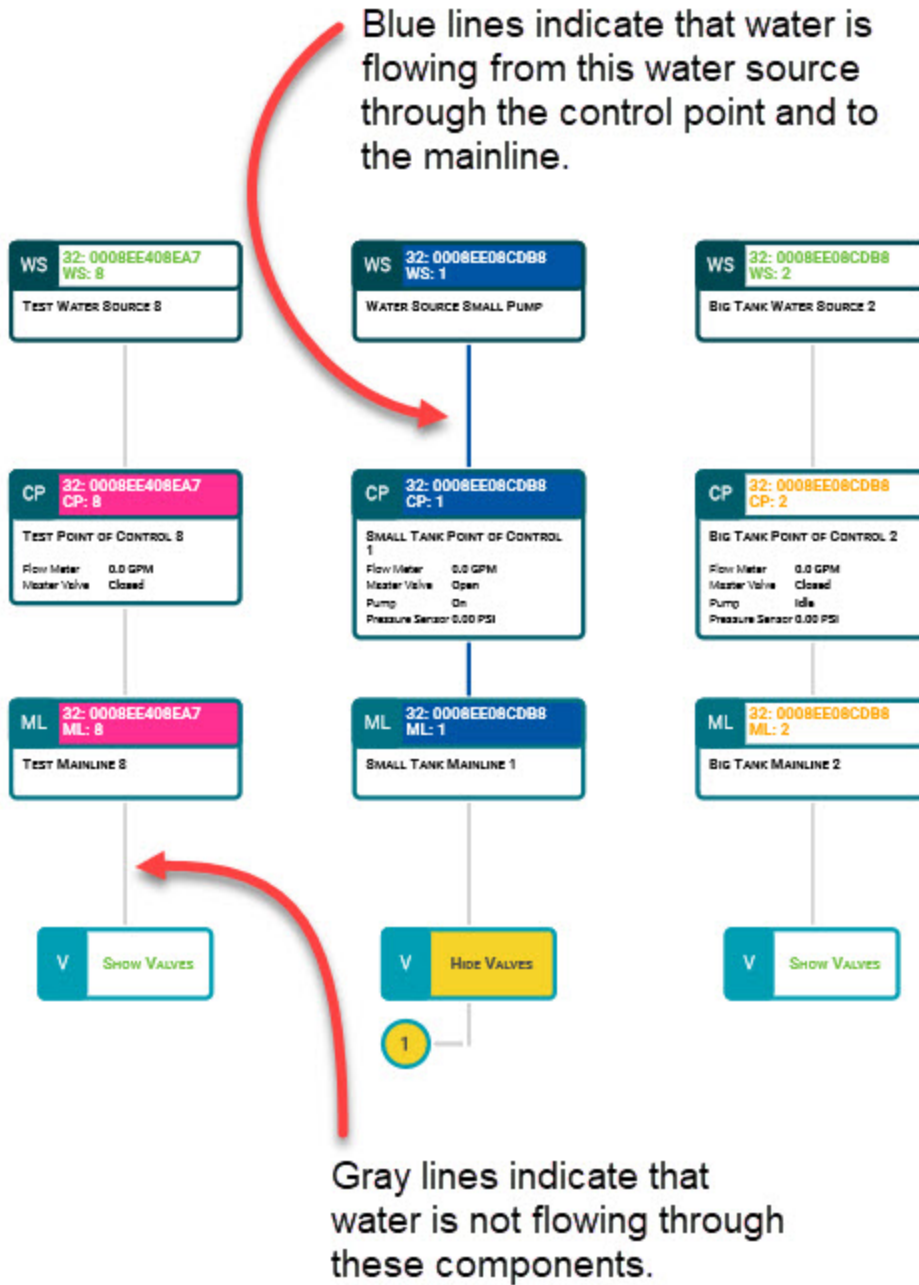 Blue lines indicate that water is
flowing from this water source
through the control point and to
the mainline.
WS
32: 0008EE408EA7
WS: 8
TEST WATER SOURCE 8
WS
32: 0008EE08CDB8
WS: 1
WATER SOURCE SMALL PUMP
WS
32: 0008EE08CDB8
WS: 2
BIG TANK WATER SOURCE 2
CP
32: 0008EE408EA7
CP: 8
TEST POINT OF CONTROL 8
Flow Meter 0.0 GPM
Master Valve Closed
CP
32: 0008EE08CDB8
CP: 1
SMALL TANK POINT OF CONTROL
1
Flow Meter 0.0 GPM
Master Valve Open
Pump On
Pressure Sensor 0.00 PSI
CP
32: 0008EE08CDB8
CP: 2
BIG TANK POINT OF CONTROL 2
Flow Meter 0.0 GPM
Master Valve Closed
Pump Idle
Pressure Sensor 0.00 PSI
ML
32: 0008EE408EA7
ML: 8
TEST MAINLINE 8
ML
32: 0008EE08CDB8
ML: 1
SMALL TANK MAINLINE 1
ML
32: 0008EE08CDB8
ML: 2
BIG TANK MAINLINE 2
V SHOW VALVES
V HIDE VALVES
V SHOW VALVES
1
Gray lines indicate that
water is not flowing through
these components.